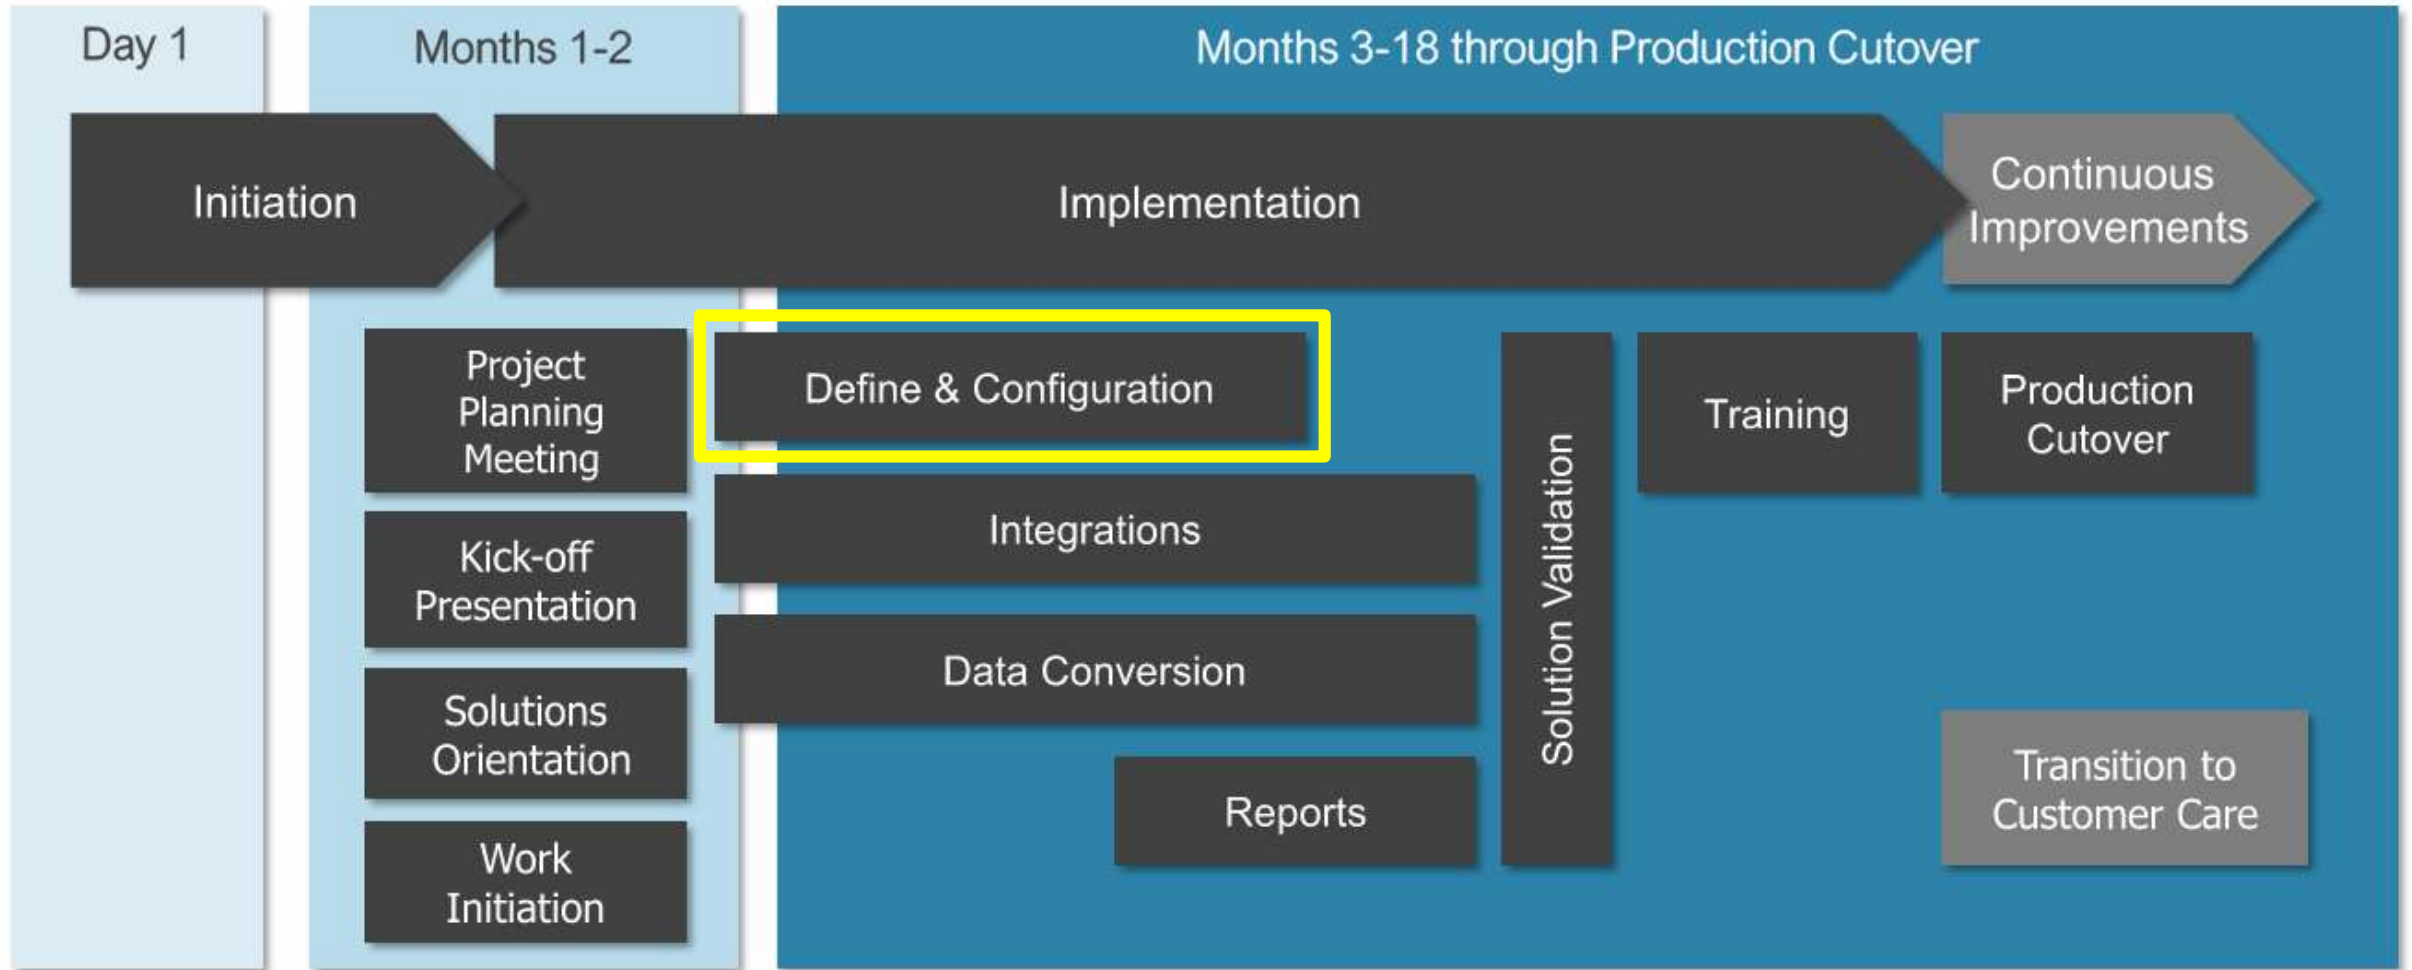 Day 1
Months 1-2
Months 3-18 through Production Cutover
Initiation
Implementation
Continuous
Improvements
Project
Planning
Meeting
Kick-off
Presentation
Solutions
Orientation
Work
Initiation
Define & Configuration
Integrations
Data Conversion
Reports
Solution Validation
Training
Production
Cutover
Transition to
Customer Care